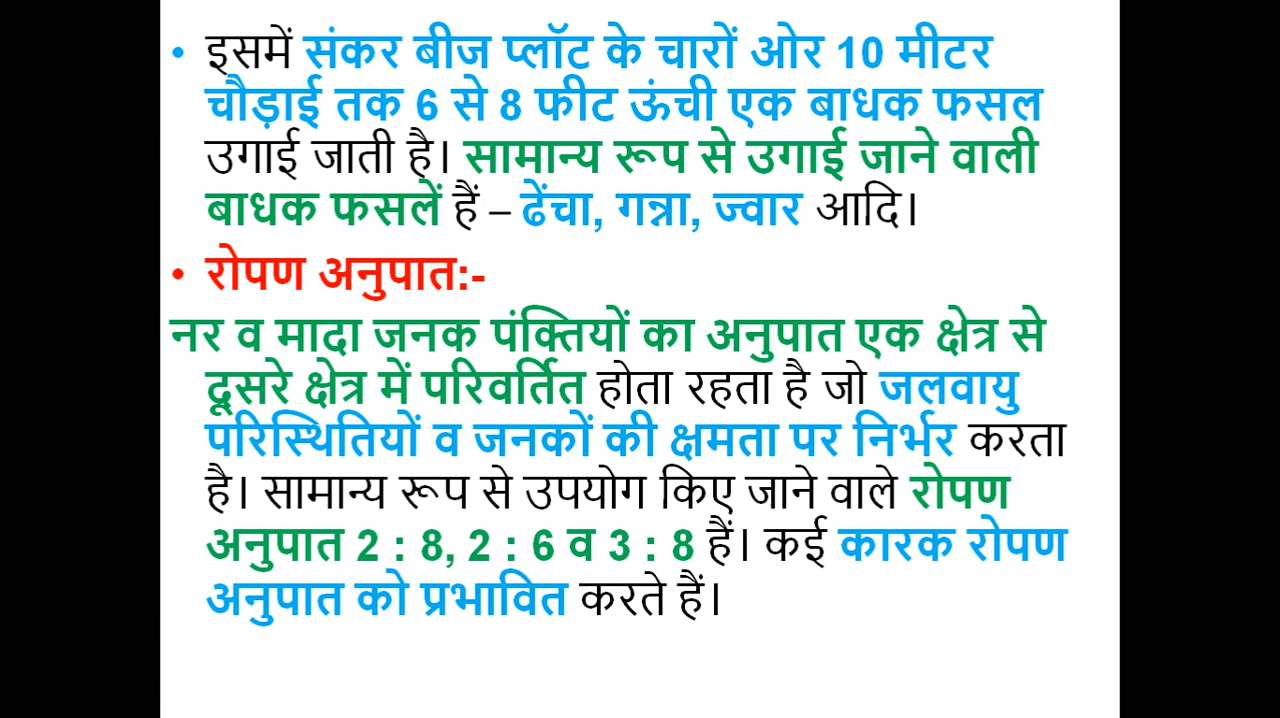 • इसमें संकर बीज प्लॉट के चारों ओर 10 मीटर
चौड़ाई तक 6 से 8 फीट ऊंची एक बाधक फसल
उगाई जाती है। सामान्य रूप से उगाई जाने वाली
बाधक फसलें हैं – ढेंचा, गन्ना, ज्वार आदि।
• रोपण अनुपात:-
नर व मादा जनक पंक्तियों का अनुपात एक क्षेत्र से
दूसरे क्षेत्र में परिवर्तित होता रहता है जो जलवायु
परिस्थितियों व जनकों की क्षमता पर निर्भर करता
है। सामान्य रूप से उपयोग किए जाने वाले रोपण
अनुपात 2 : 8, 2 : 6 व 3 : 8 हैं। कई कारक रोपण
अनुपात को प्रभावित करते हैं।